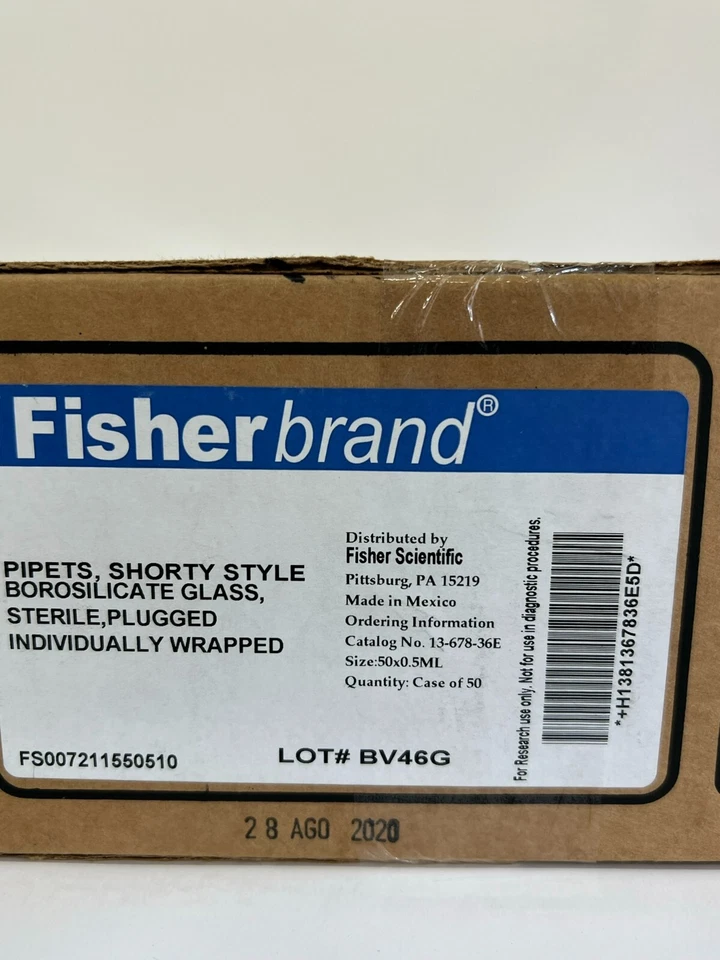 Fisherbrand®
PIPETS, SHORTY STYLE
BOROSILICATE GLASS,
STERILE,PLUGGED
INDIVIDUALLY WRAPPED
FS007211550510
Distributed by
Fisher Scientific
Pittsburg, PA 15219
Made in Mexico
Ordering Information
Catalog No. 13-678-36E
Size:50x0.5ML
Quantity: Case of 50
LOT# BV46G
For Research use only. Not for use in diagnostic procedures.
*+H1381367836E5D*
28 AGO 2020